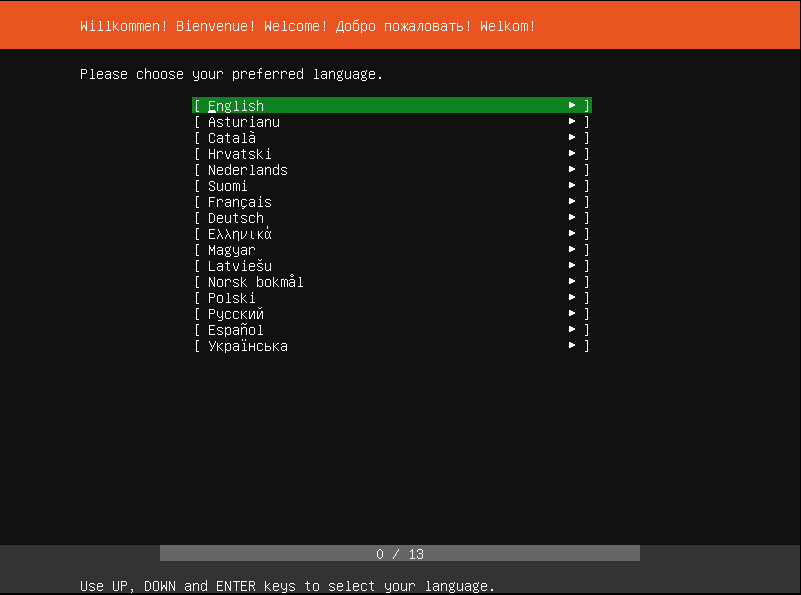 Willkommen! Bienvenue! Welcome! Добро пожаловать! Welkom!
Please choose your preferred language.
[ English ► ]
[ Asturianu ► ]
[ Català ► ]
[ Hrvatski ► ]
[ Nederlands ► ]
[ Suomi ► ]
[ Français ► ]
[ Deutsch ► ]
[ Ελληνικά ► ]
[ Magyar ► ]
[ Latviešu ► ]
[ Norsk bokmål ► ]
[ Polski ► ]
[ Русский ► ]
[ Español ► ]
[ Українська ► ]
0 / 13
Use UP, DOWN and ENTER keys to select your language.